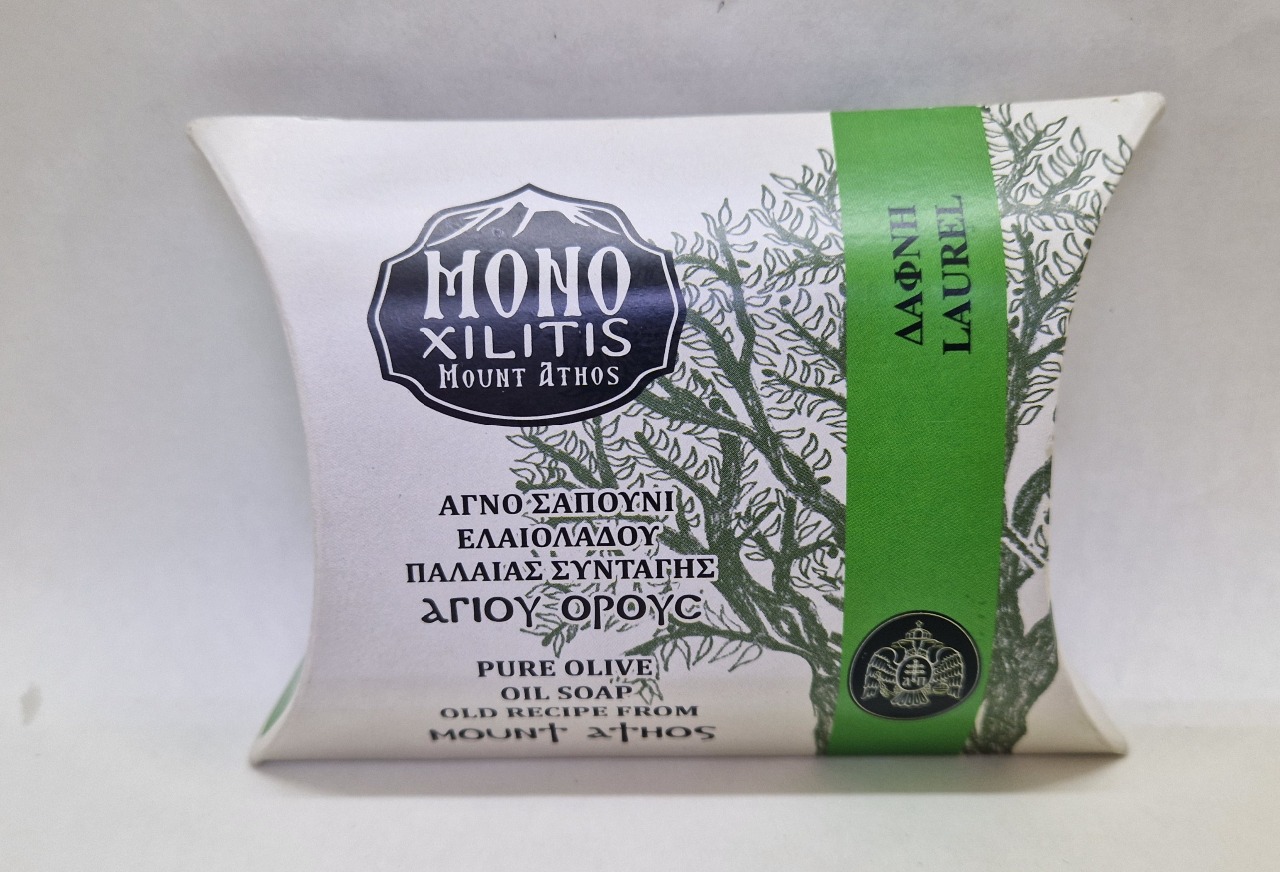 MONO
XILITIS
MOUNT ATHOS
ΑΓΝΟ ΣΑΠΟΥΝΙ
ΕΛΑΙΟΛΑΔΟΥ
ΠΑΛΑΙΑΣ ΣΥΝΤΑΓΗΣ
ΑΓΙΟΥ ΟΡΟΥС
PURE OLIVE
OIL SOAP
OLD RECIPE FROM
MOUNT ATHOS
ΔΑΦΝΗ
LAUREL